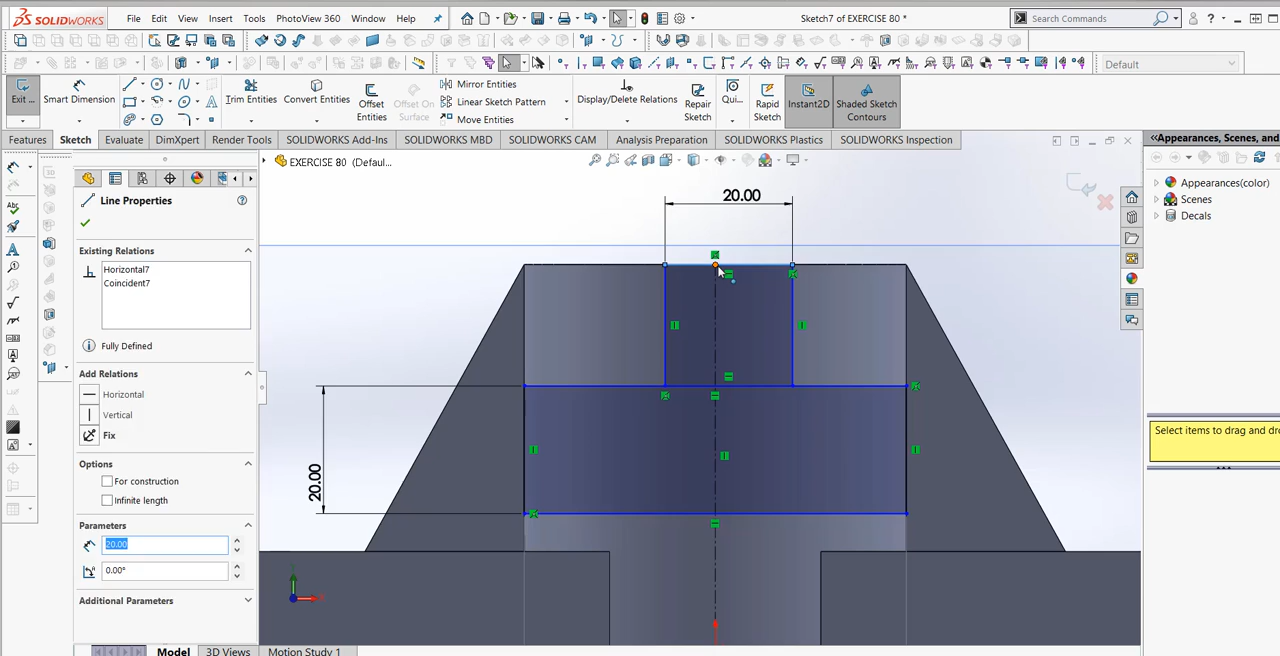 SOLIDWORKS
File Edit View Insert Tools PhotoView 360 Window Help
Sketch7 of EXERCISE 80 *
Search Commands
Default
Exit ...
Smart Dimension
Trim Entities
Convert Entities
Offset Entities
Offset On Surface
Mirror Entities
Linear Sketch Pattern
Move Entities
Display/Delete Relations
Repair Sketch
Qui...
Rapid Sketch
Instant2D
Shaded Sketch Contours
Features Sketch Evaluate DimXpert Render Tools SOLIDWORKS Add-Ins SOLIDWORKS MBD SOLIDWORKS CAM Analysis Preparation SOLIDWORKS Plastics SOLIDWORKS Inspection
Appearances, Scenes, and
EXERCISE 80 (Defaul...
Appearances(color)
Scenes
Decals
Line Properties
Existing Relations
Horizontal7
Coincident7
Fully Defined
Add Relations
Horizontal
Vertical
Fix
Options
For construction
Infinite length
Parameters
20.00
0.00°
Additional Parameters
20.00
20.00
Select items to drag and dr
Model 3D Views Motion Study 1